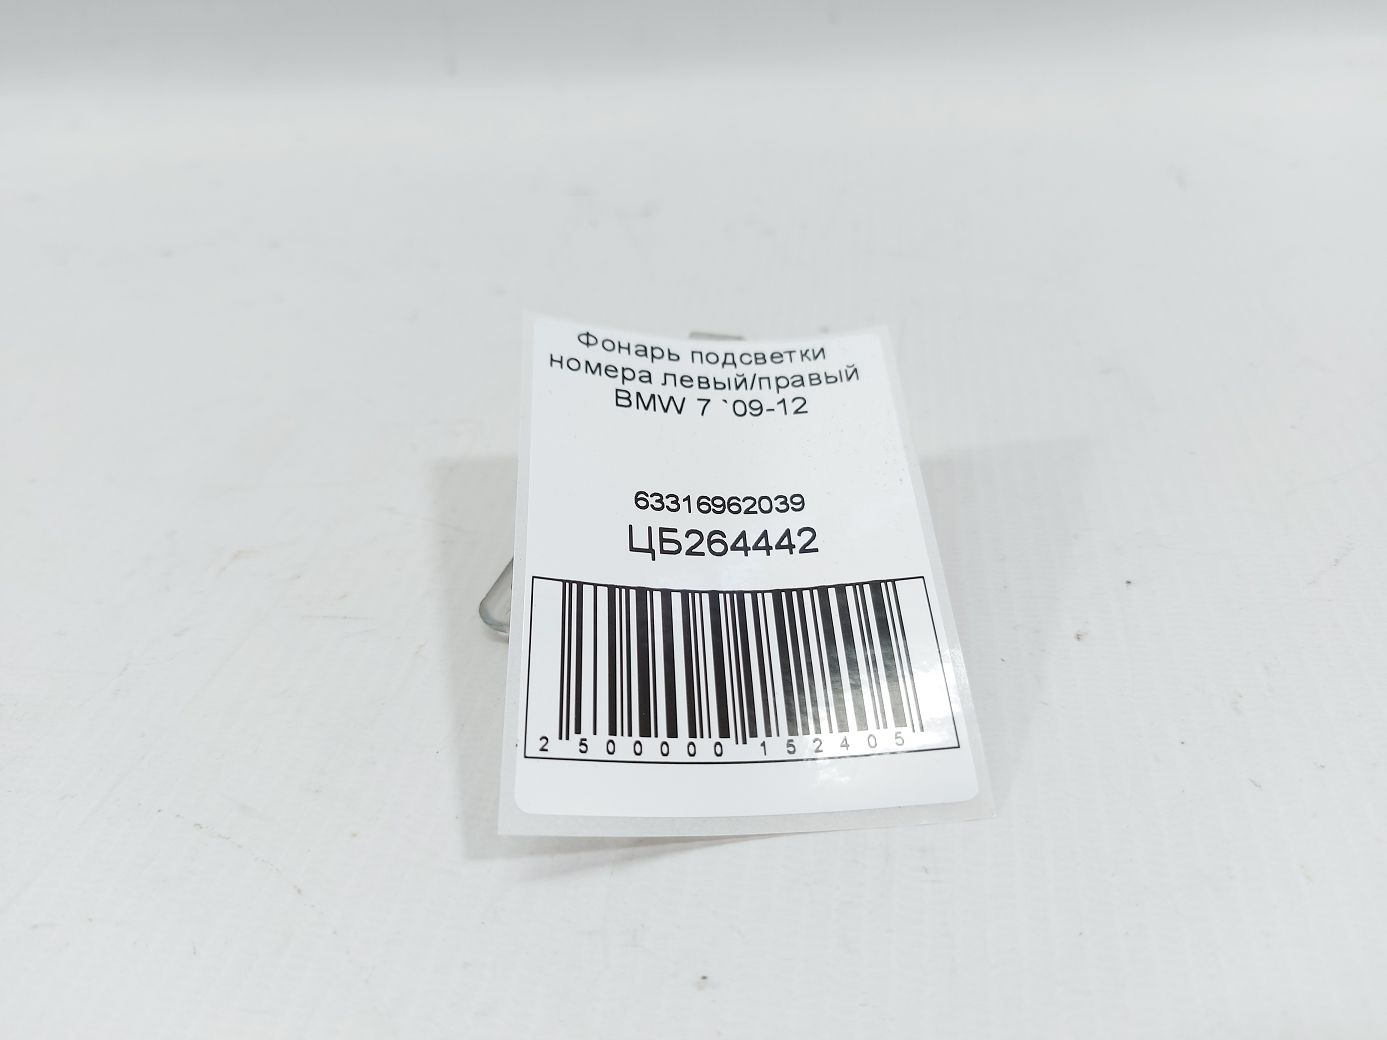 Фонарь подсветки
номера левый/правый
BMW 7 `09-12
63316962039
ЦБ264442
2 500000 152405